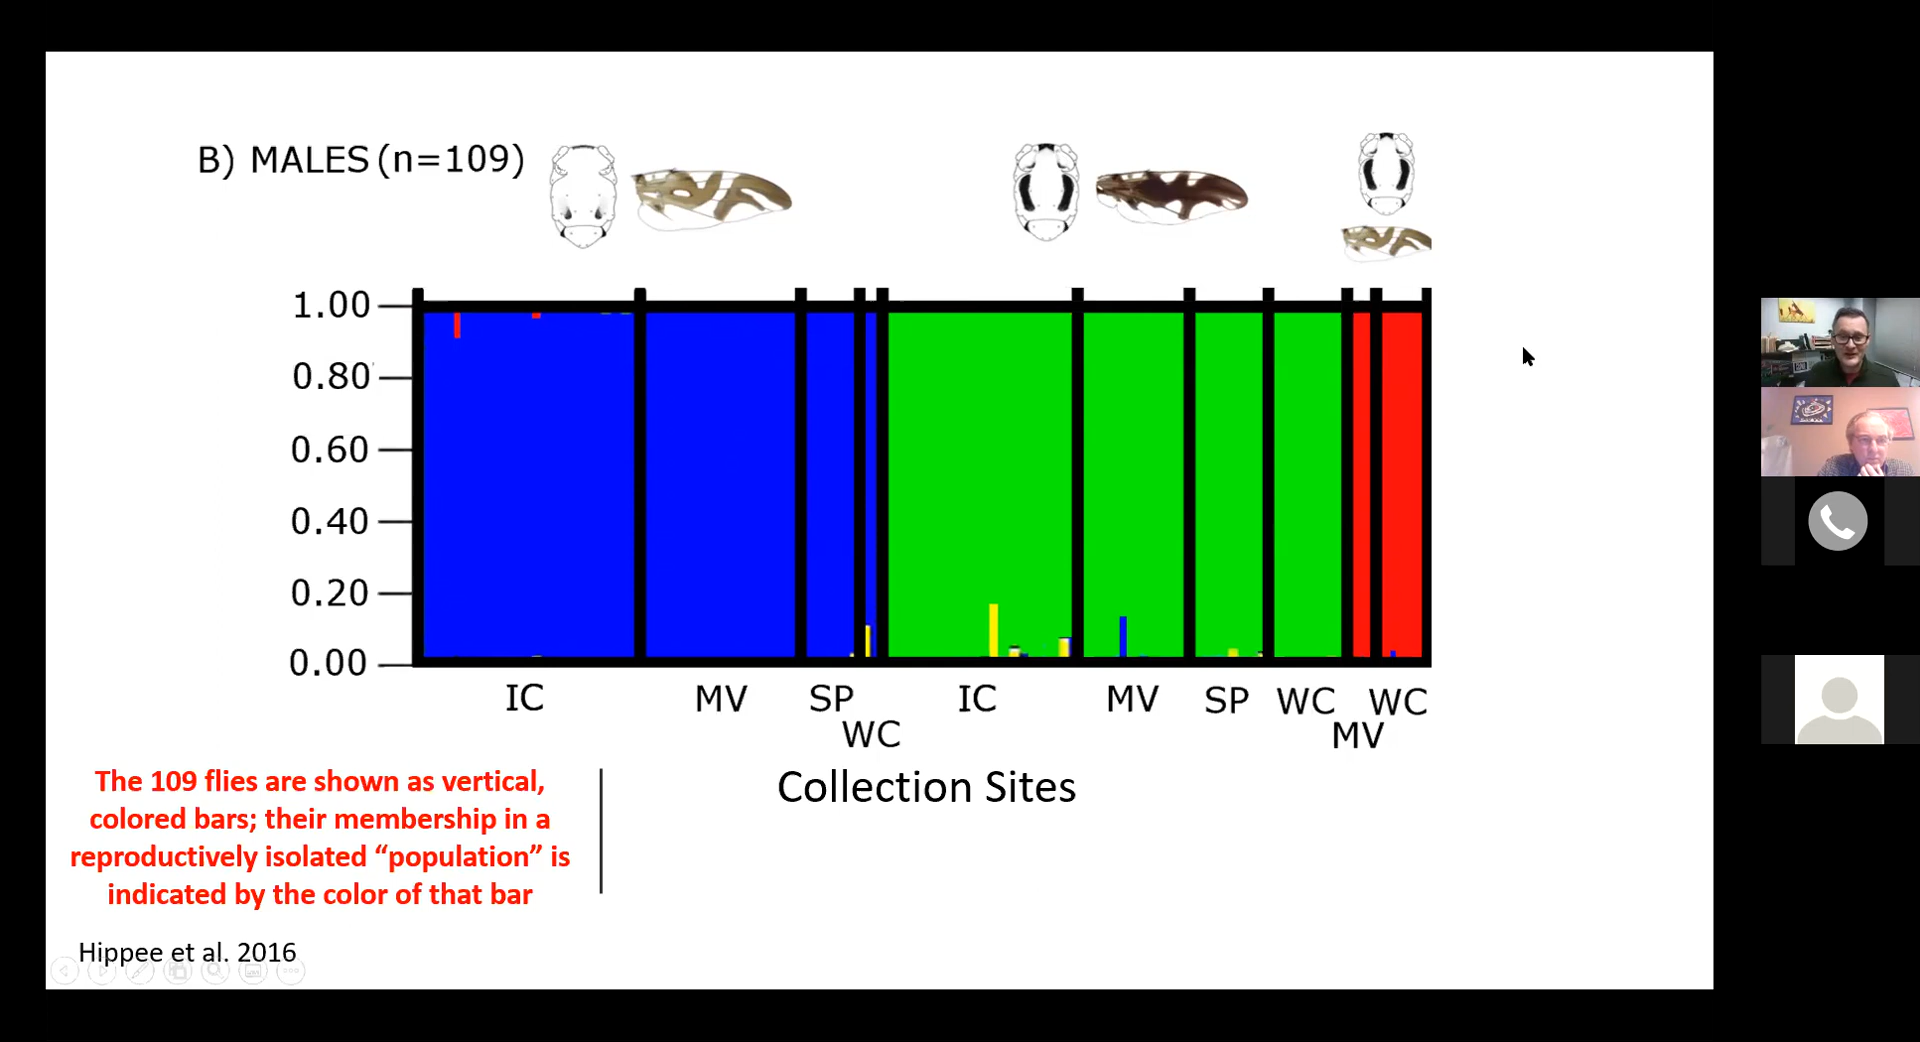 B) MALES (n=109)
1.00
0.80
0.60
0.40
0.20
0.00
IC MV SP IC MV SP WC WC
WC MV
Collection Sites
The 109 flies are shown as vertical,
colored bars; their membership in a
reproductively isolated “population” is
indicated by the color of that bar
Hippee et al. 2016